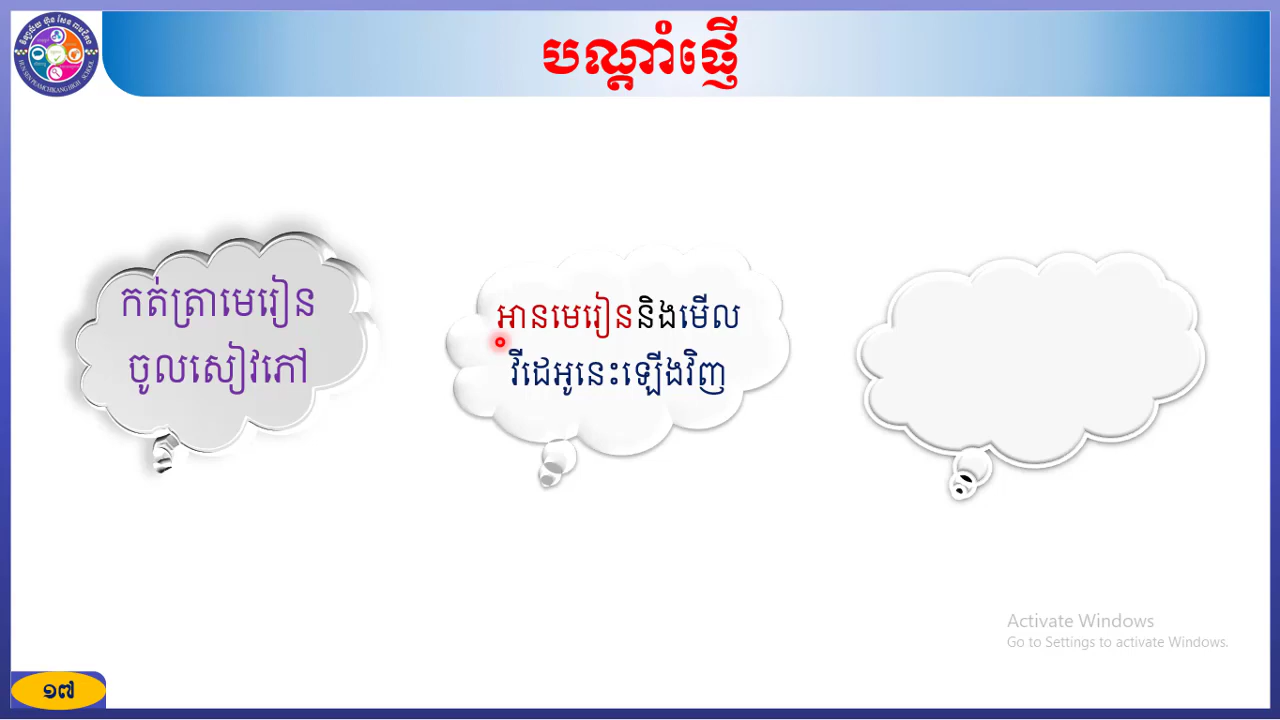 បណ្ដាំផ្ញើ
កត់ត្រាមេរៀន
ចូលសៀវភៅ
អានមេរៀននិងមើល
វីដេអូនេះឡើងវិញ
Activate Windows
Go to Settings to activate Windows.
១៧